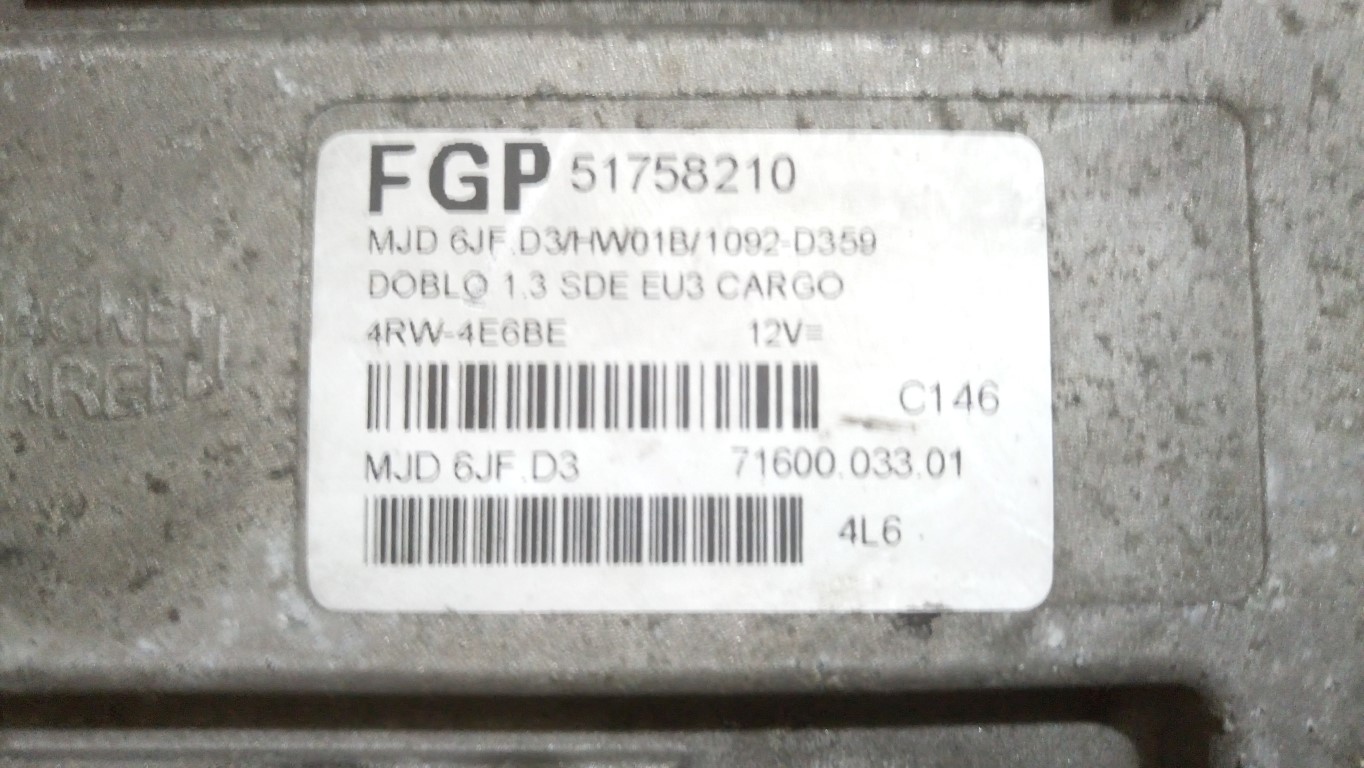 FGP 51758210
MJD 6JF.D3/HW01B/1092-D359
DOBLO 1.3 SDE EU3 CARGO
4RW-4E6BE 12V=
C146
MJD 6JF.D3 71600.033.01
4L6